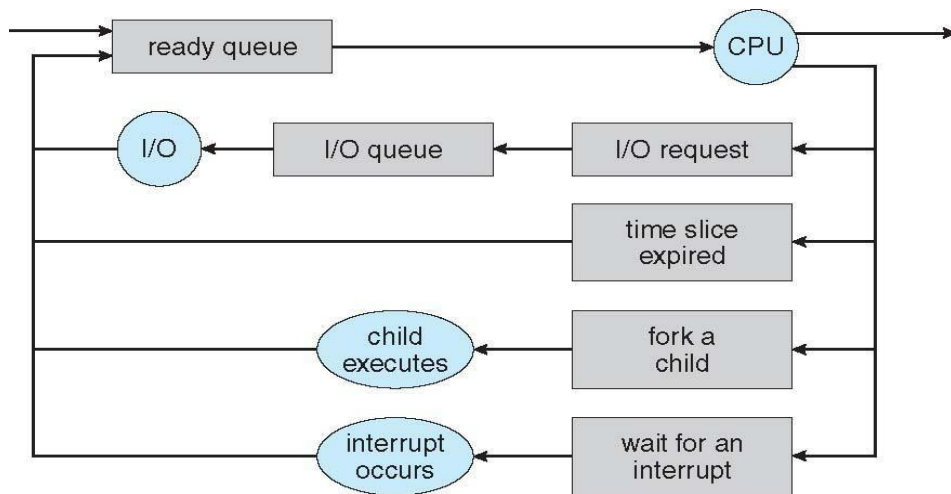 ready queue
CPU
I/O
I/O queue
I/O request
time slice
expired
child
executes
fork a
child
interrupt
occurs
wait for an
interrupt